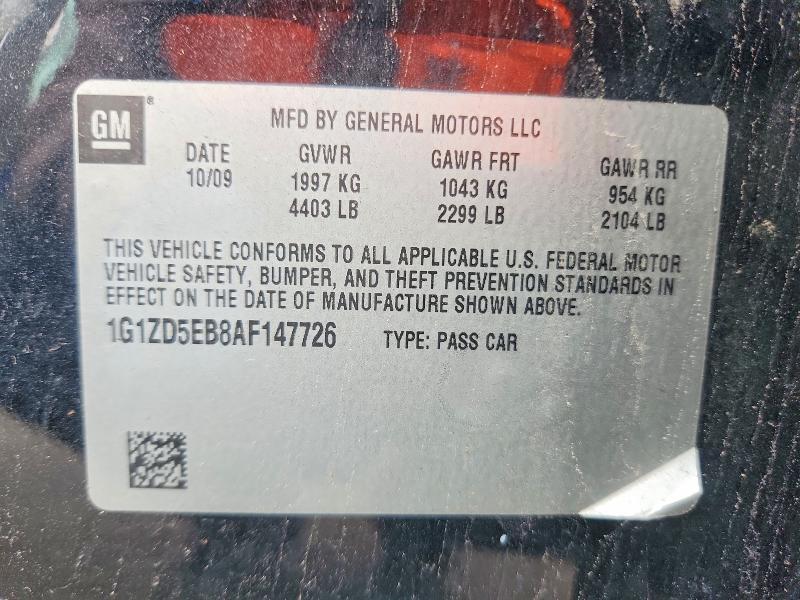 GM®
MFD BY GENERAL MOTORS LLC
DATE GVWR GAWR FRT GAWR RR
10/09 1997 KG 1043 KG 954 KG
4403 LB 2299 LB 2104 LB
THIS VEHICLE CONFORMS TO ALL APPLICABLE U.S. FEDERAL MOTOR
VEHICLE SAFETY, BUMPER, AND THEFT PREVENTION STANDARDS IN
EFFECT ON THE DATE OF MANUFACTURE SHOWN ABOVE.
1G1ZD5EB8AF147726 TYPE: PASS CAR